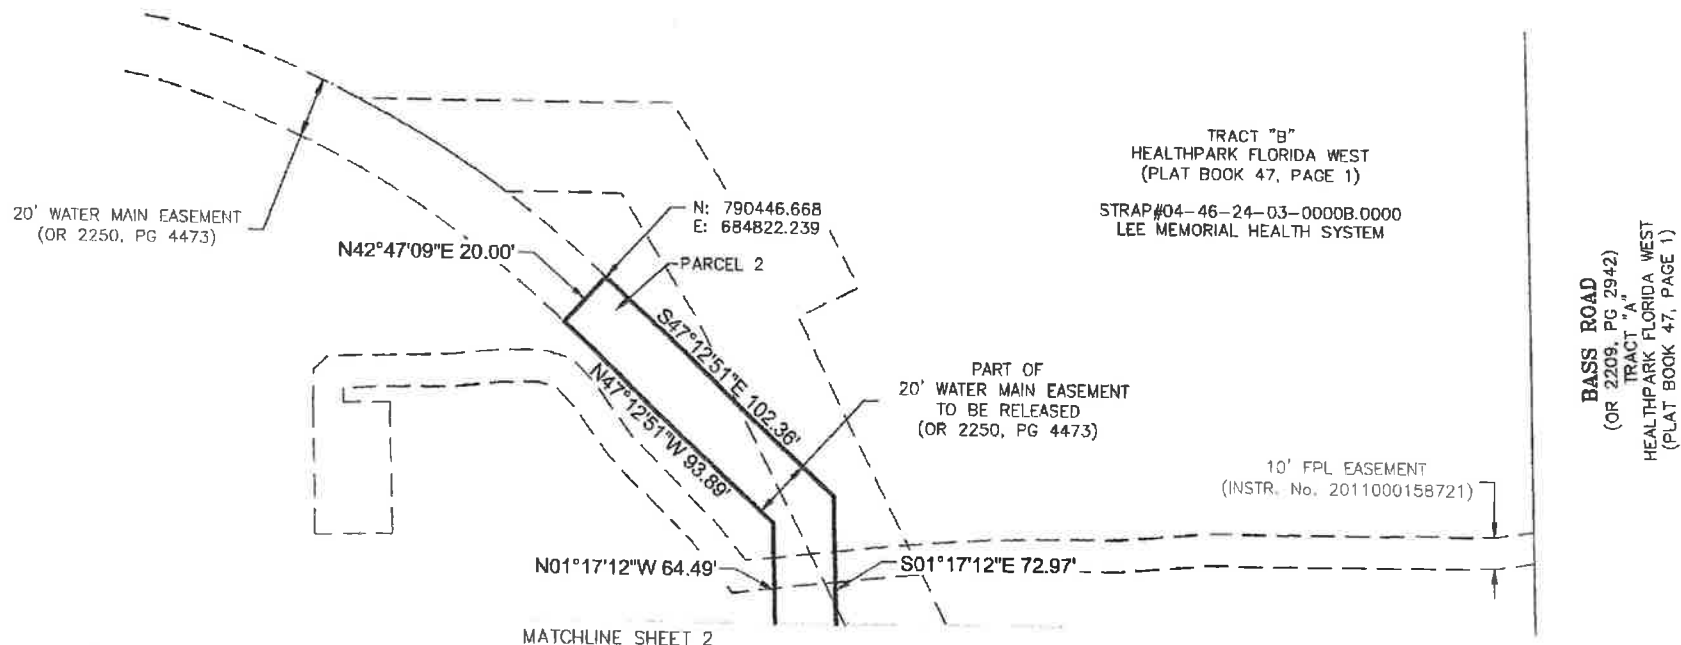 TRACT "B"
HEALTHPARK FLORIDA WEST
(PLAT BOOK 47, PAGE 1)
STRAP#04-46-24-03-0000B.0000
LEE MEMORIAL HEALTH SYSTEM
20' WATER MAIN EASEMENT
(OR 2250, PG 4473)
N: 790446.668
E: 684822.239
N42°47'09"E 20.00'
PARCEL 2
S47°12'51"E 102.36'
N47°12'51"W 93.89'
PART OF
20' WATER MAIN EASEMENT
TO BE RELEASED
(OR 2250, PG 4473)
BASS ROAD
(OR 2209, PG 2942)
TRACT "A"
HEALTHPARK FLORIDA WEST
(PLAT BOOK 47, PAGE 1)
10' FPL EASEMENT
(INSTR. No. 2011000158721)
N01°17'12"W 64.49'
S01°17'12"E 72.97'
MATCHLINE SHEET 2